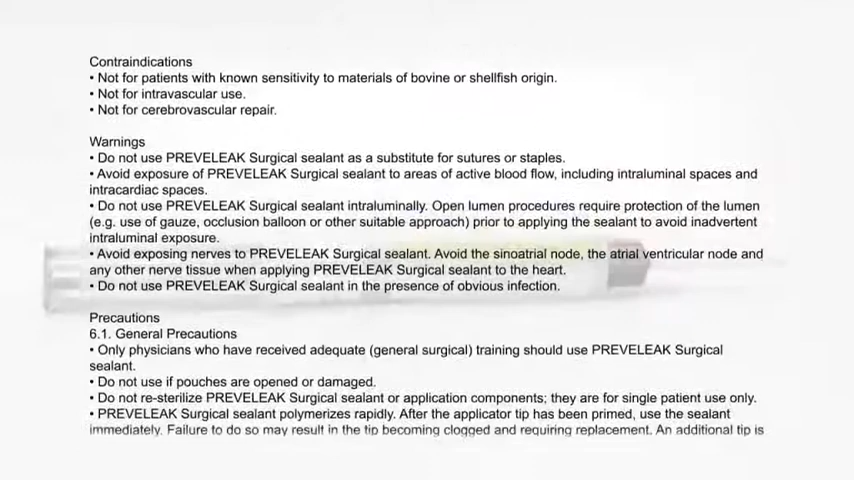 Contraindications
• Not for patients with known sensitivity to materials of bovine or shellfish origin.
• Not for intravascular use.
• Not for cerebrovascular repair.
Warnings
• Do not use PREVELEAK Surgical sealant as a substitute for sutures or staples.
• Avoid exposure of PREVELEAK Surgical sealant to areas of active blood flow, including intraluminal spaces and
intracardiac spaces.
• Do not use PREVELEAK Surgical sealant intraluminally. Open lumen procedures require protection of the lumen
(e.g. use of gauze, occlusion balloon or other suitable approach) prior to applying the sealant to avoid inadvertent
intraluminal exposure.
• Avoid exposing nerves to PREVELEAK Surgical sealant. Avoid the sinoatrial node, the atrial ventricular node and
any other nerve tissue when applying PREVELEAK Surgical sealant to the heart.
• Do not use PREVELEAK Surgical sealant in the presence of obvious infection.
Precautions
6.1. General Precautions
• Only physicians who have received adequate (general surgical) training should use PREVELEAK Surgical
sealant.
• Do not use if pouches are opened or damaged.
• Do not re-sterilize PREVELEAK Surgical sealant or application components; they are for single patient use only.
• PREVELEAK Surgical sealant polymerizes rapidly. After the applicator tip has been primed, use the sealant
immediately. Failure to do so may result in the tip becoming clogged and requiring replacement. An additional tip is